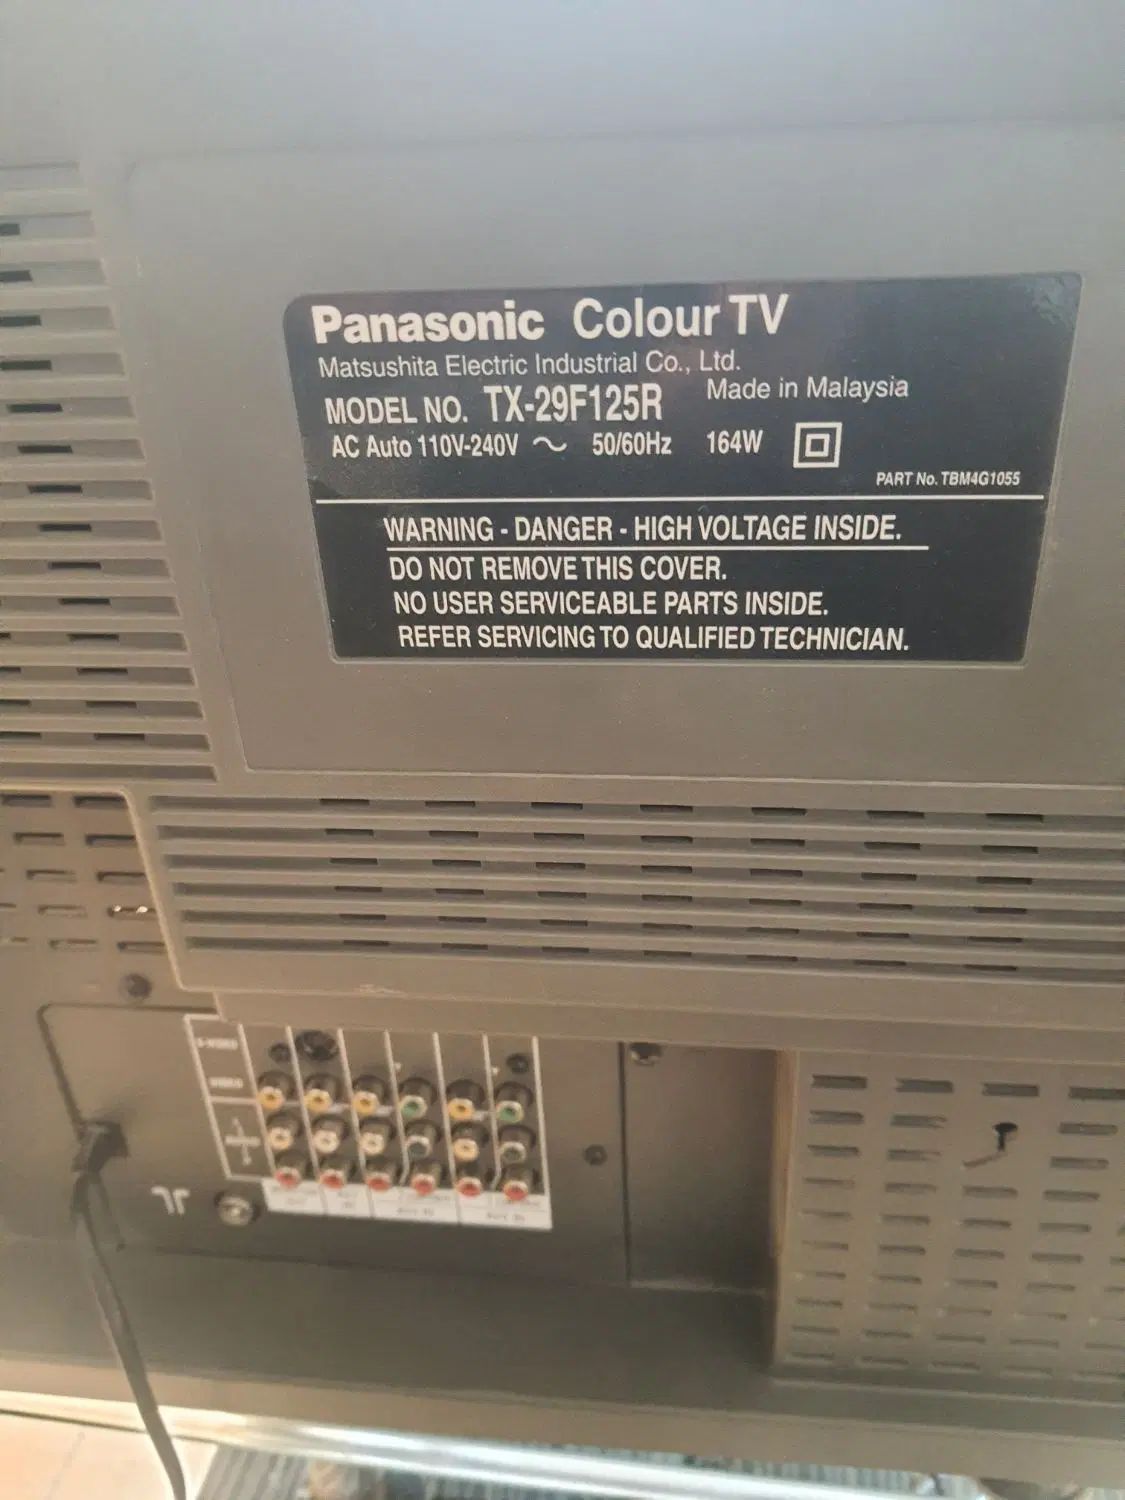 Panasonic Colour TV
Matsushita Electric Industrial Co., Ltd.
Made in Malaysia
MODEL NO. TX-29F125R
AC Auto 110V-240V ~ 50/60Hz 164W
PART No. TBM4G1055
WARNING - DANGER - HIGH VOLTAGE INSIDE.
DO NOT REMOVE THIS COVER.
NO USER SERVICEABLE PARTS INSIDE.
REFER SERVICING TO QUALIFIED TECHNICIAN.
S-VIDEO
VIDEO